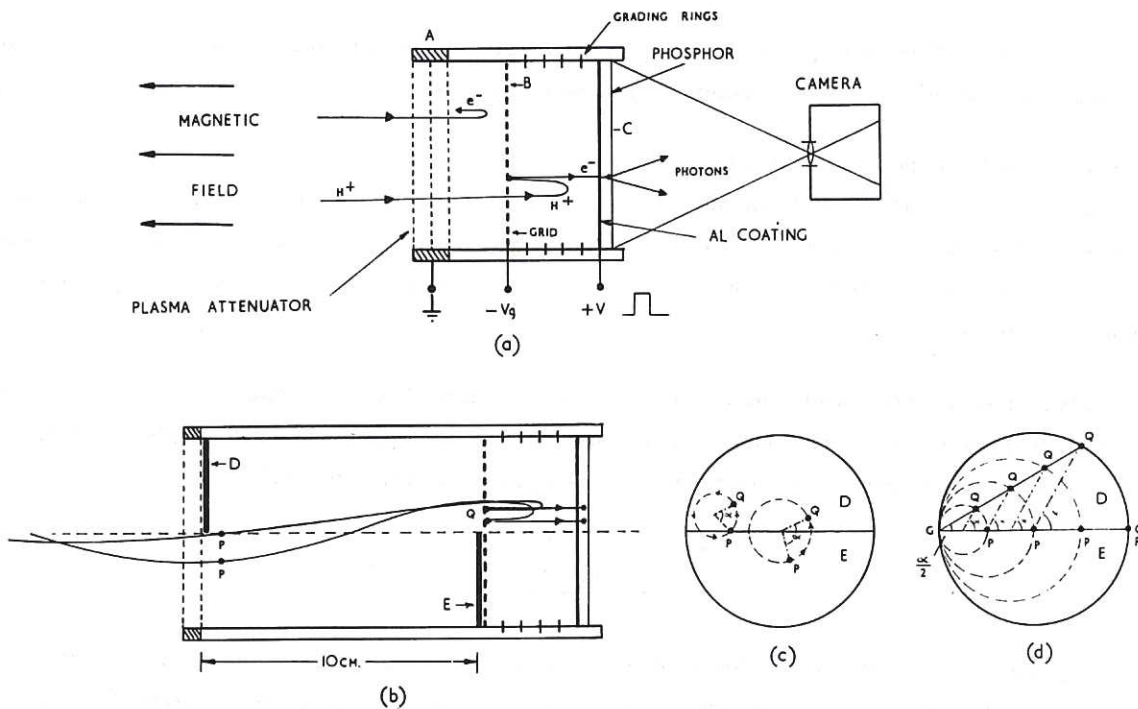 A
GRADING RINGS
PHOSPHOR
B
CAMERA
e-
MAGNETIC
-C
e-
PHOTONS
FIELD
H+
H+
GRID
AL COATING
PLASMA ATTENUATOR
-Vg
+V
(a)
D
P
Q
P
E
10CM.
(b)
Q
Q
D
α
α
P
P
E
(c)
Q
Q
Q
Q
D
G
P
P
P
P
E
α/2
(d)